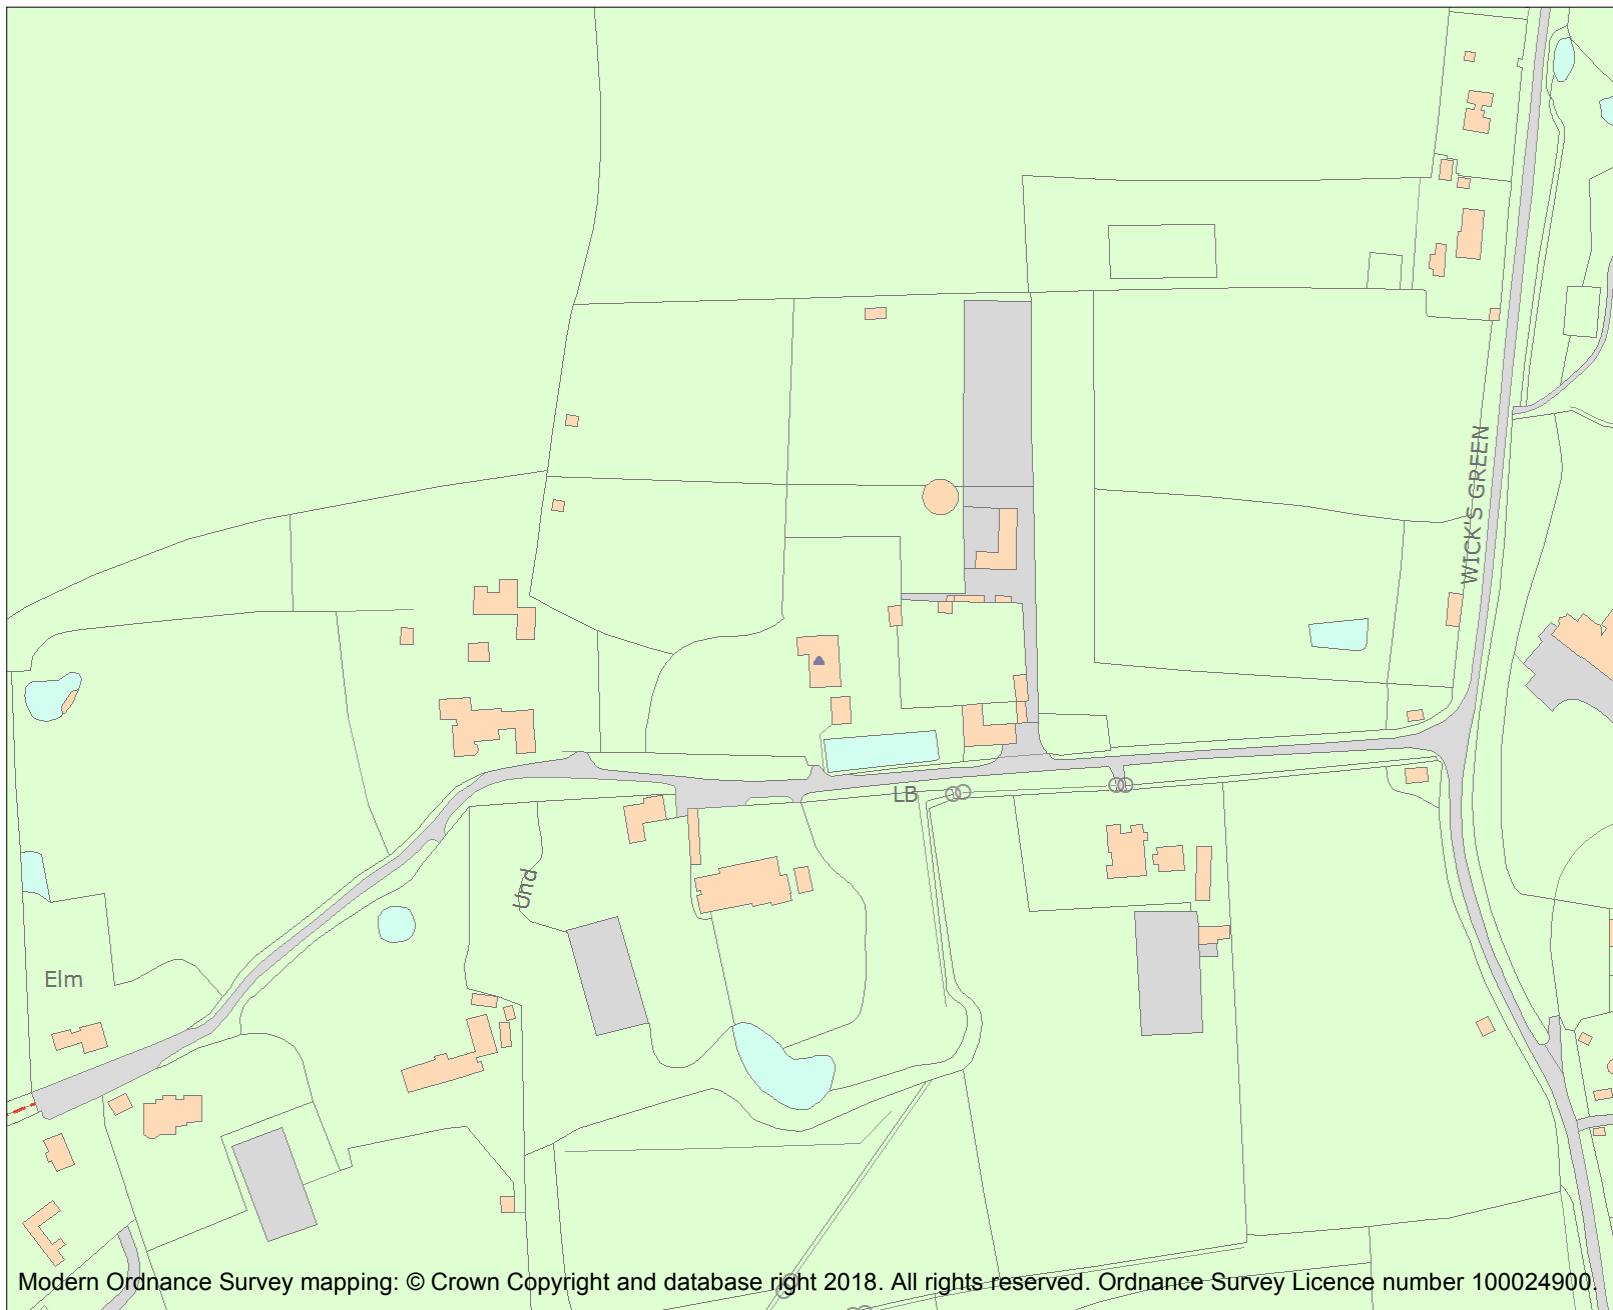 WICK'S GREEN
LB
Und
Elm
Modern Ordnance Survey mapping: © Crown Copyright and database right 2018. All rights reserved. Ordnance Survey Licence number 100024900.